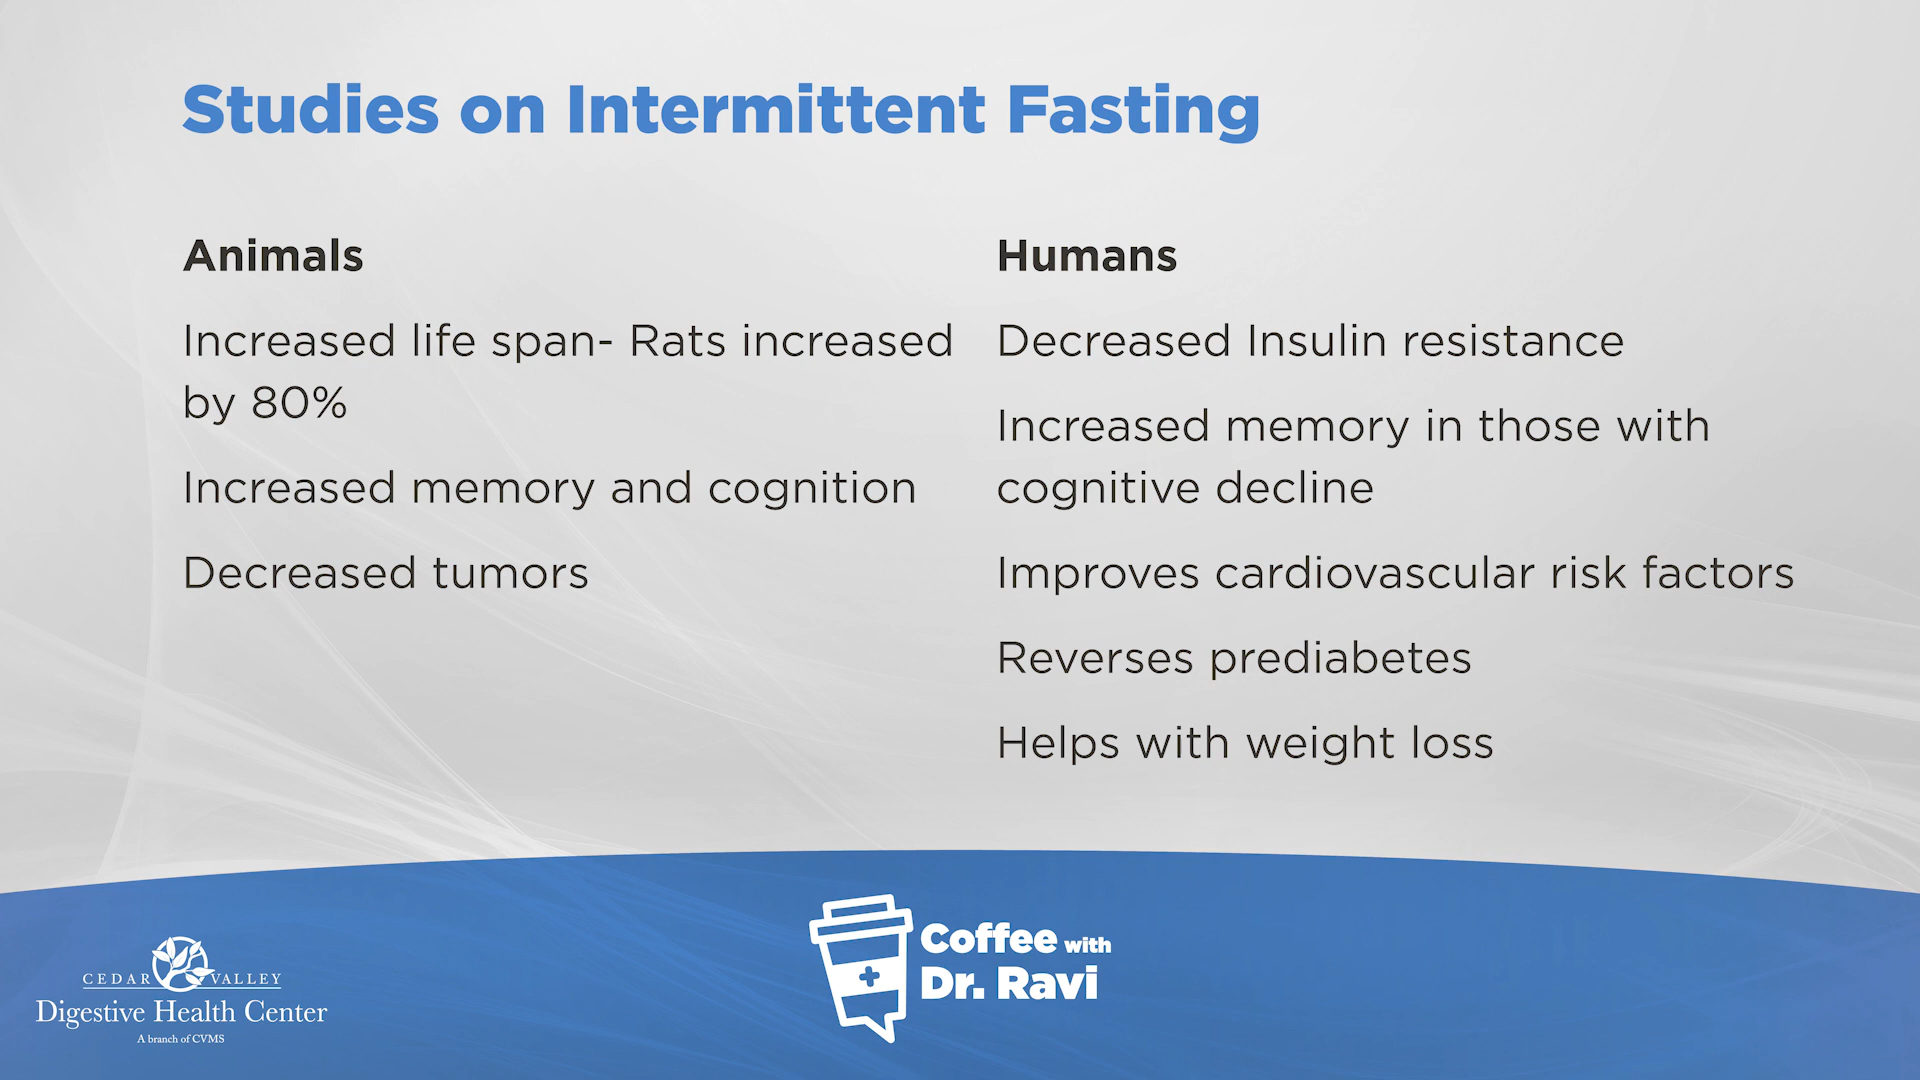 Studies on Intermittent Fasting
Animals
Increased life span- Rats increased
by 80%
Increased memory and cognition
Decreased tumors
Humans
Decreased Insulin resistance
Increased memory in those with
cognitive decline
Improves cardiovascular risk factors
Reverses prediabetes
Helps with weight loss
CEDAR VALLEY
Digestive Health Center
A branch of CVMS
Coffee with
Dr. Ravi